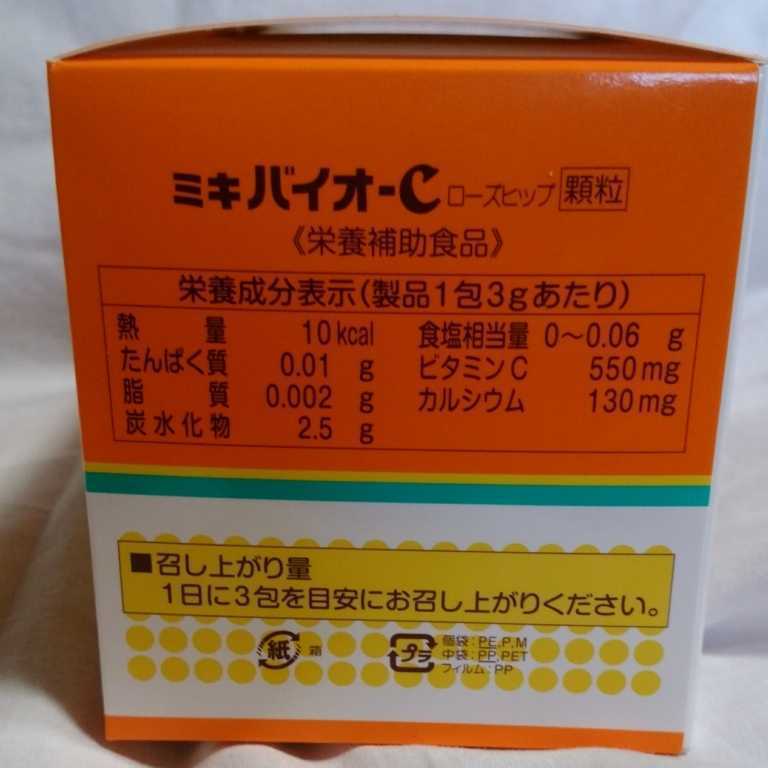 ミキバイオ-C ローズヒップ 顆粒
《栄養補助食品》
栄養成分表示(製品1包3gあたり)
熱量 10kcal 食塩相当量 0〜0.06 g
たんぱく質 0.01 g ビタミンC 550mg
脂質 0.002 g カルシウム 130mg
炭水化物 2.5 g
■召し上がり量
1日に3包を目安にお召し上がりください。
紙 箱
プラ 個袋:PE,P,M
中袋:PP,PET
フィルム:PP